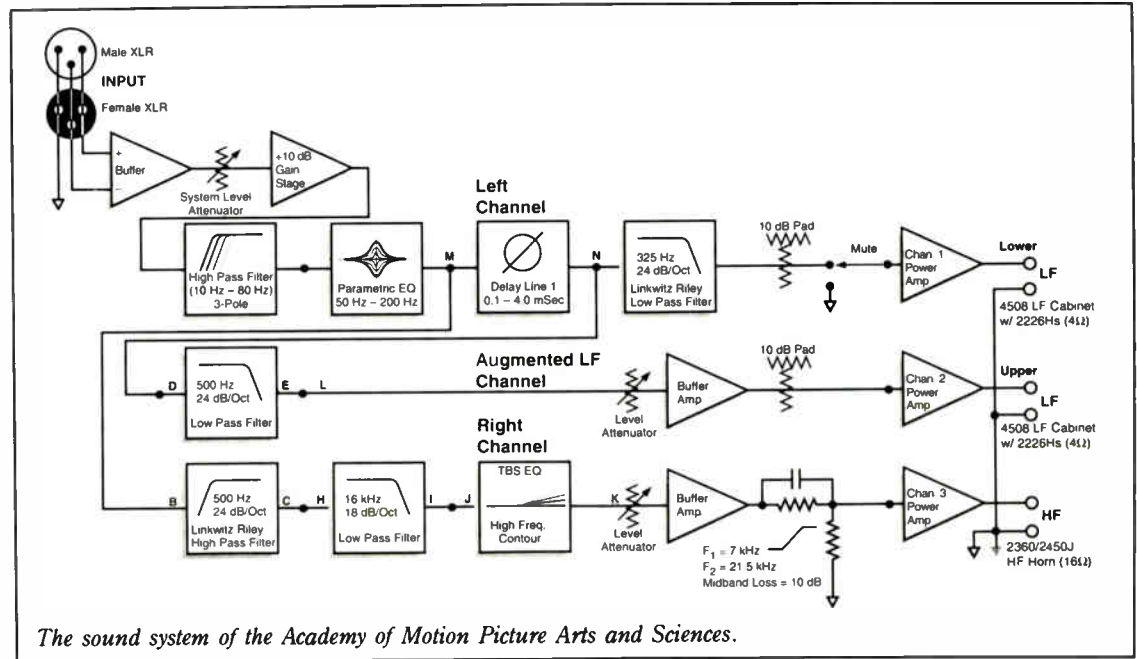 Male XLR
INPUT
Female XLR
+
Buffer
−
System Level
Attenuator
+10 dB
Gain
Stage
High Pass Filter
(10 Hz – 80 Hz)
3-Pole
Parametric EQ
50 Hz – 200 Hz
M
Left
Channel
Delay Line 1
0.1 – 4.0 mSec
N
325 Hz
24 dB/Oct
Linkwitz Riley
Low Pass Filter
10 dB Pad
Mute
Chan 1
Power
Amp
Lower
LF
4508 LF Cabinet
w/ 2226Hs (4Ω)
D
500 Hz
24 dB/Oct
Low Pass Filter
E
L
Augmented LF
Channel
Level
Attenuator
Buffer
Amp
10 dB Pad
Chan 2
Power
Amp
Upper
LF
4508 LF Cabinet
w/ 2226Hs (4Ω)
B
500 Hz
24 dB/Oct
Linkwitz Riley
High Pass Filter
C
H
16 kHz
18 dB/Oct
Low Pass Filter
I
J
Right
Channel
TBS EQ
High Freq.
Contour
K
Level
Attenuator
Buffer
Amp.
F1 = 7 kHz
F2 = 21 5 kHz
Midband Loss = 10 dB
Chan 3
Power
Amp
HF
2360/2450J
HF Horn (16Ω)
The sound system of the Academy of Motion Picture Arts and Sciences.